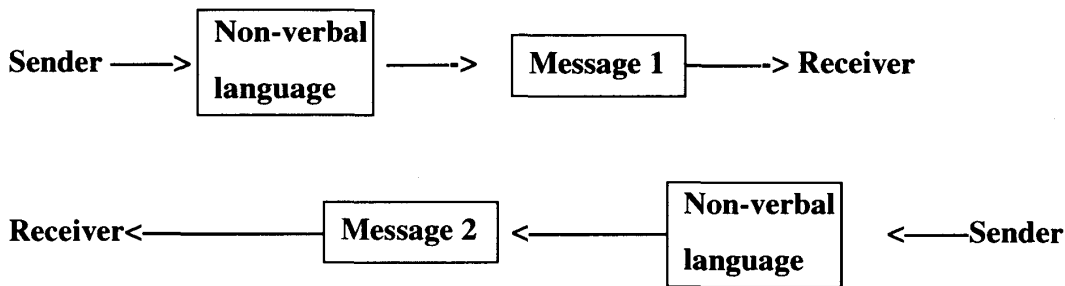 Sender ——> Non-verbal language ——-> Message 1 ——-> Receiver
Receiver<———— Message 2 <———— Non-verbal language <——Sender